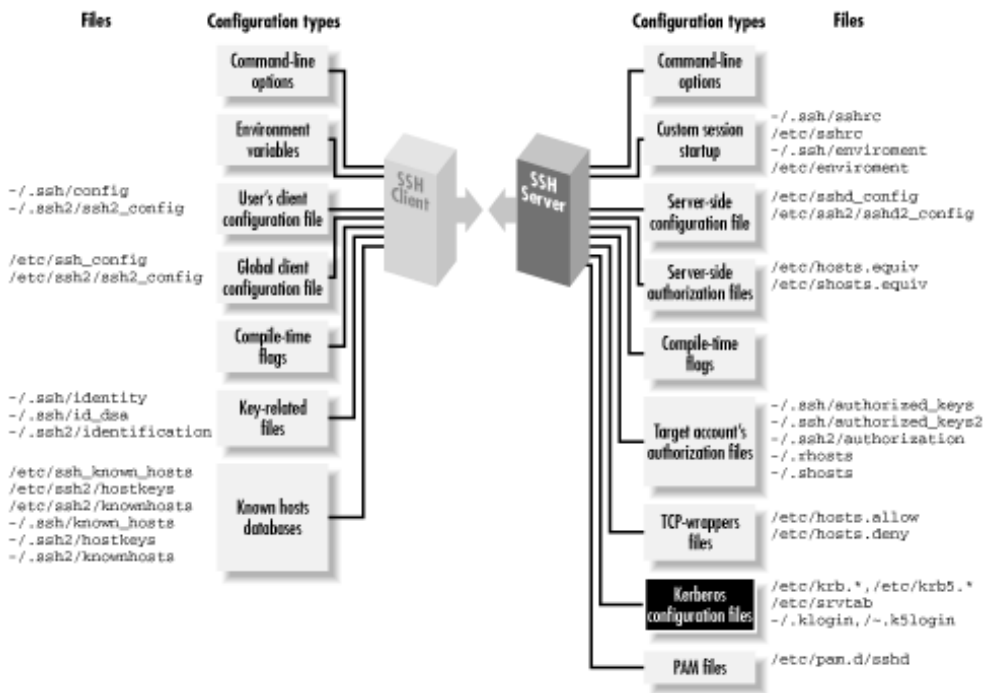 Files
Configuration types
Configuration types
Files
Command-line
options
Environment
variables
~/.ssh/config
~/.ssh2/ssh2_config
User's client
configuration file
/etc/ssh_config
/etc/ssh2/ssh2_config
Global client
configuration file
Compile-time
flags
~/.ssh/identity
~/.ssh/id_dsa
~/.ssh2/identification
Key-related
files
/etc/ssh_known_hosts
/etc/ssh2/hostkeys
/etc/ssh2/knownhosts
~/.ssh/known_hosts
~/.ssh2/hostkeys
~/.ssh2/knownhosts
Known hosts
databases
SSH
Client
SSH
Server
Command-line
options
Custom session
startup
~/.ssh/sshrc
/etc/sshrc
~/.ssh/enviroment
/etc/enviroment
Server-side
configuration file
/etc/sshd_config
/etc/ssh2/sshd2_config
Server-side
authorization files
/etc/hosts.equiv
/etc/shosts.equiv
Compile-time
flags
Target account's
authorization files
~/.ssh/authorized_keys
~/.ssh/authorized_keys2
~/.ssh2/authorization
~/.rhosts
~/.shosts
TCP-wrappers
files
/etc/hosts.allow
/etc/hosts.deny
Kerberos
configuration files
/etc/krb.*,/etc/krb5.*
/etc/srvtab
~/.klogin,/~.k5login
PAM files
/etc/pam.d/sshd